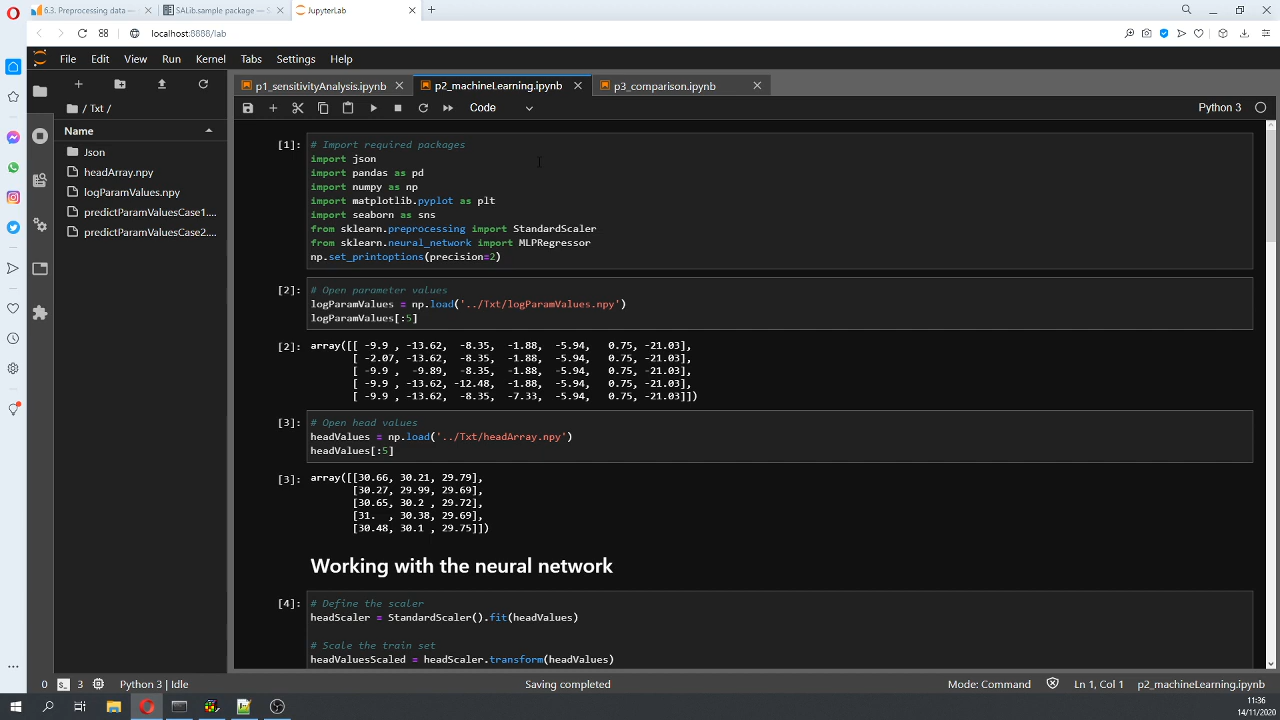 6.3. Preprocessing data —
SALib.sample package — S
JupyterLab
localhost:8888/lab
File Edit View Run Kernel Tabs Settings Help
p1_sensitivityAnalysis.ipynb
p2_machineLearning.ipynb
p3_comparison.ipynb
/ Txt /
Code
Python 3
Name
Json
headArray.npy
logParamValues.npy
predictParamValuesCase1....
predictParamValuesCase2....
[1]:
# Import required packages
import json
import pandas as pd
import numpy as np
import matplotlib.pyplot as plt
import seaborn as sns
from sklearn.preprocessing import StandardScaler
from sklearn.neural_network import MLPRegressor
np.set_printoptions(precision=2)
[2]:
# Open parameter values
logParamValues = np.load('../Txt/logParamValues.npy')
logParamValues[:5]
[2]:
array([[ -9.9 , -13.62,  -8.35,  -1.88,  -5.94,   0.75, -21.03],
[ -2.07, -13.62,  -8.35,  -1.88,  -5.94,   0.75, -21.03],
[ -9.9 ,  -9.89,  -8.35,  -1.88,  -5.94,   0.75, -21.03],
[ -9.9 , -13.62, -12.48,  -1.88,  -5.94,   0.75, -21.03],
[ -9.9 , -13.62,  -8.35,  -7.33,  -5.94,   0.75, -21.03]])
[3]:
# Open head values
headValues = np.load('../Txt/headArray.npy')
headValues[:5]
[3]:
array([[30.66, 30.21, 29.79],
[30.27, 29.99, 29.69],
[30.65, 30.2 , 29.72],
[31.  , 30.38, 29.69],
[30.48, 30.1 , 29.75]])
Working with the neural network
[4]:
# Define the scaler
headScaler = StandardScaler().fit(headValues)
# Scale the train set
headValuesScaled = headScaler.transform(headValues)
0 3 Python 3 | Idle
Saving completed
Mode: Command
Ln 1, Col 1
p2_machineLearning.ipynb
11:36
14/11/2020